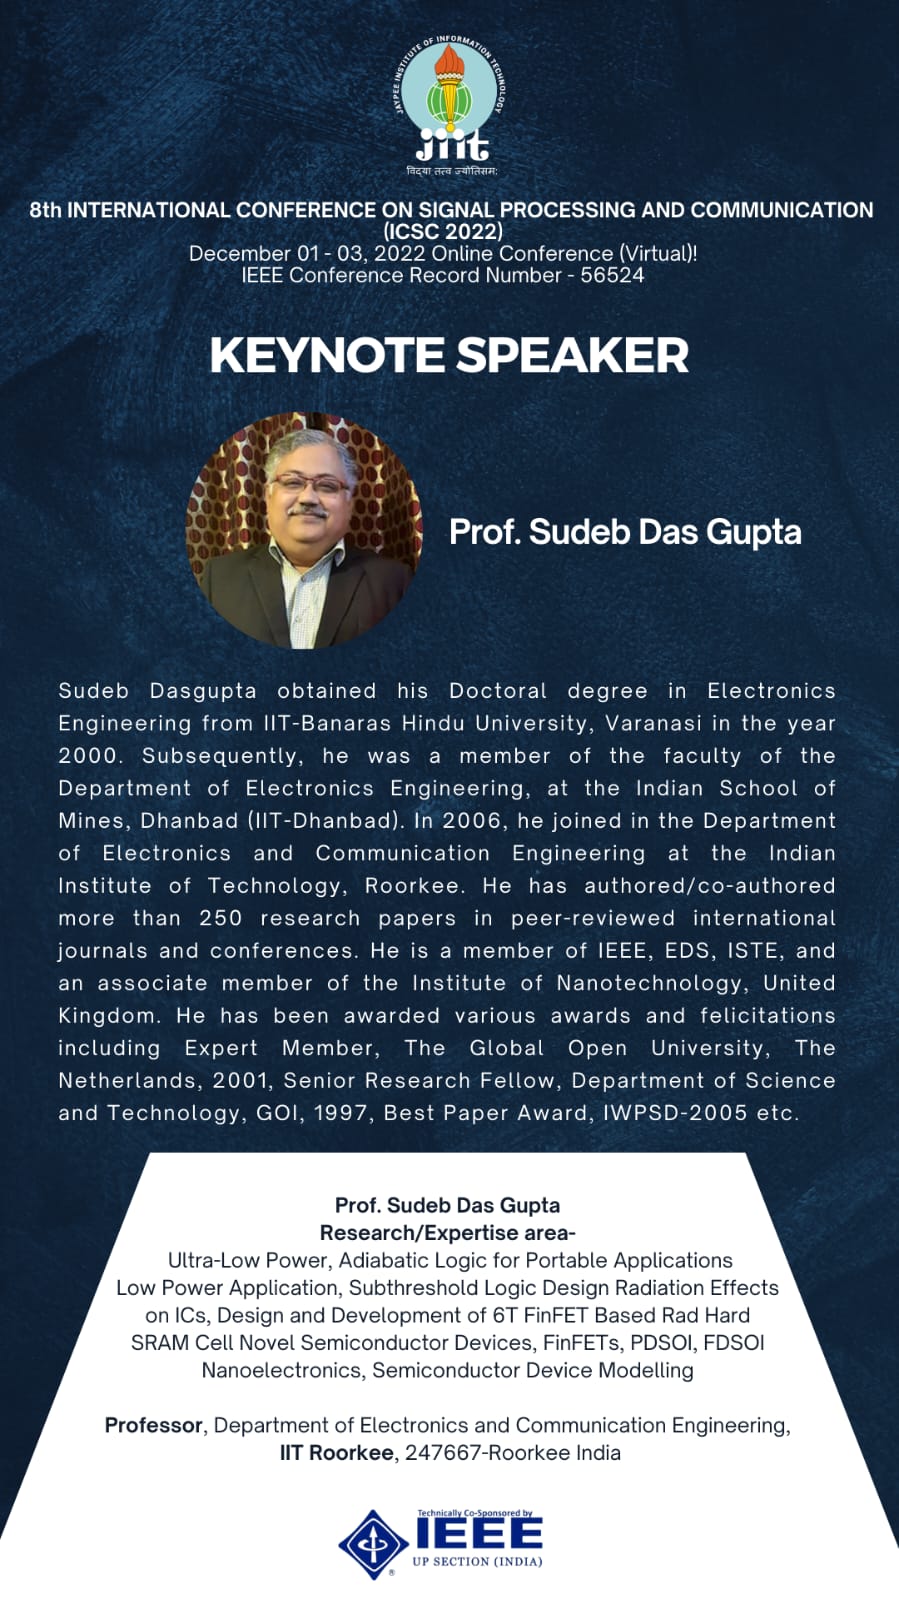 JAYPEE INSTITUTE OF INFORMATION TECHNOLOGY
jiit
विद्या तत्व ज्योतिसम:
8th INTERNATIONAL CONFERENCE ON SIGNAL PROCESSING AND COMMUNICATION
(ICSC 2022)
December 01 - 03, 2022 Online Conference (Virtual)!
IEEE Conference Record Number - 56524
KEYNOTE SPEAKER
Prof. Sudeb Das Gupta
Sudeb Dasgupta obtained his Doctoral degree in Electronics
Engineering from IIT-Banaras Hindu University, Varanasi in the year
2000. Subsequently, he was a member of the faculty of the
Department of Electronics Engineering, at the Indian School of
Mines, Dhanbad (IIT-Dhanbad). In 2006, he joined in the Department
of Electronics and Communication Engineering at the Indian
Institute of Technology, Roorkee. He has authored/co-authored
more than 250 research papers in peer-reviewed international
journals and conferences. He is a member of IEEE, EDS, ISTE, and
an associate member of the Institute of Nanotechnology, United
Kingdom. He has been awarded various awards and felicitations
including Expert Member, The Global Open University, The
Netherlands, 2001, Senior Research Fellow, Department of Science
and Technology, GOI, 1997, Best Paper Award, IWPSD-2005 etc.
Prof. Sudeb Das Gupta
Research/Expertise area-
Ultra-Low Power, Adiabatic Logic for Portable Applications
Low Power Application, Subthreshold Logic Design Radiation Effects
on ICs, Design and Development of 6T FinFET Based Rad Hard
SRAM Cell Novel Semiconductor Devices, FinFETs, PDSOI, FDSOI
Nanoelectronics, Semiconductor Device Modelling
Professor, Department of Electronics and Communication Engineering,
IIT Roorkee, 247667-Roorkee India
Technically Co-Sponsored by
IEEE
UP SECTION (INDIA)
®